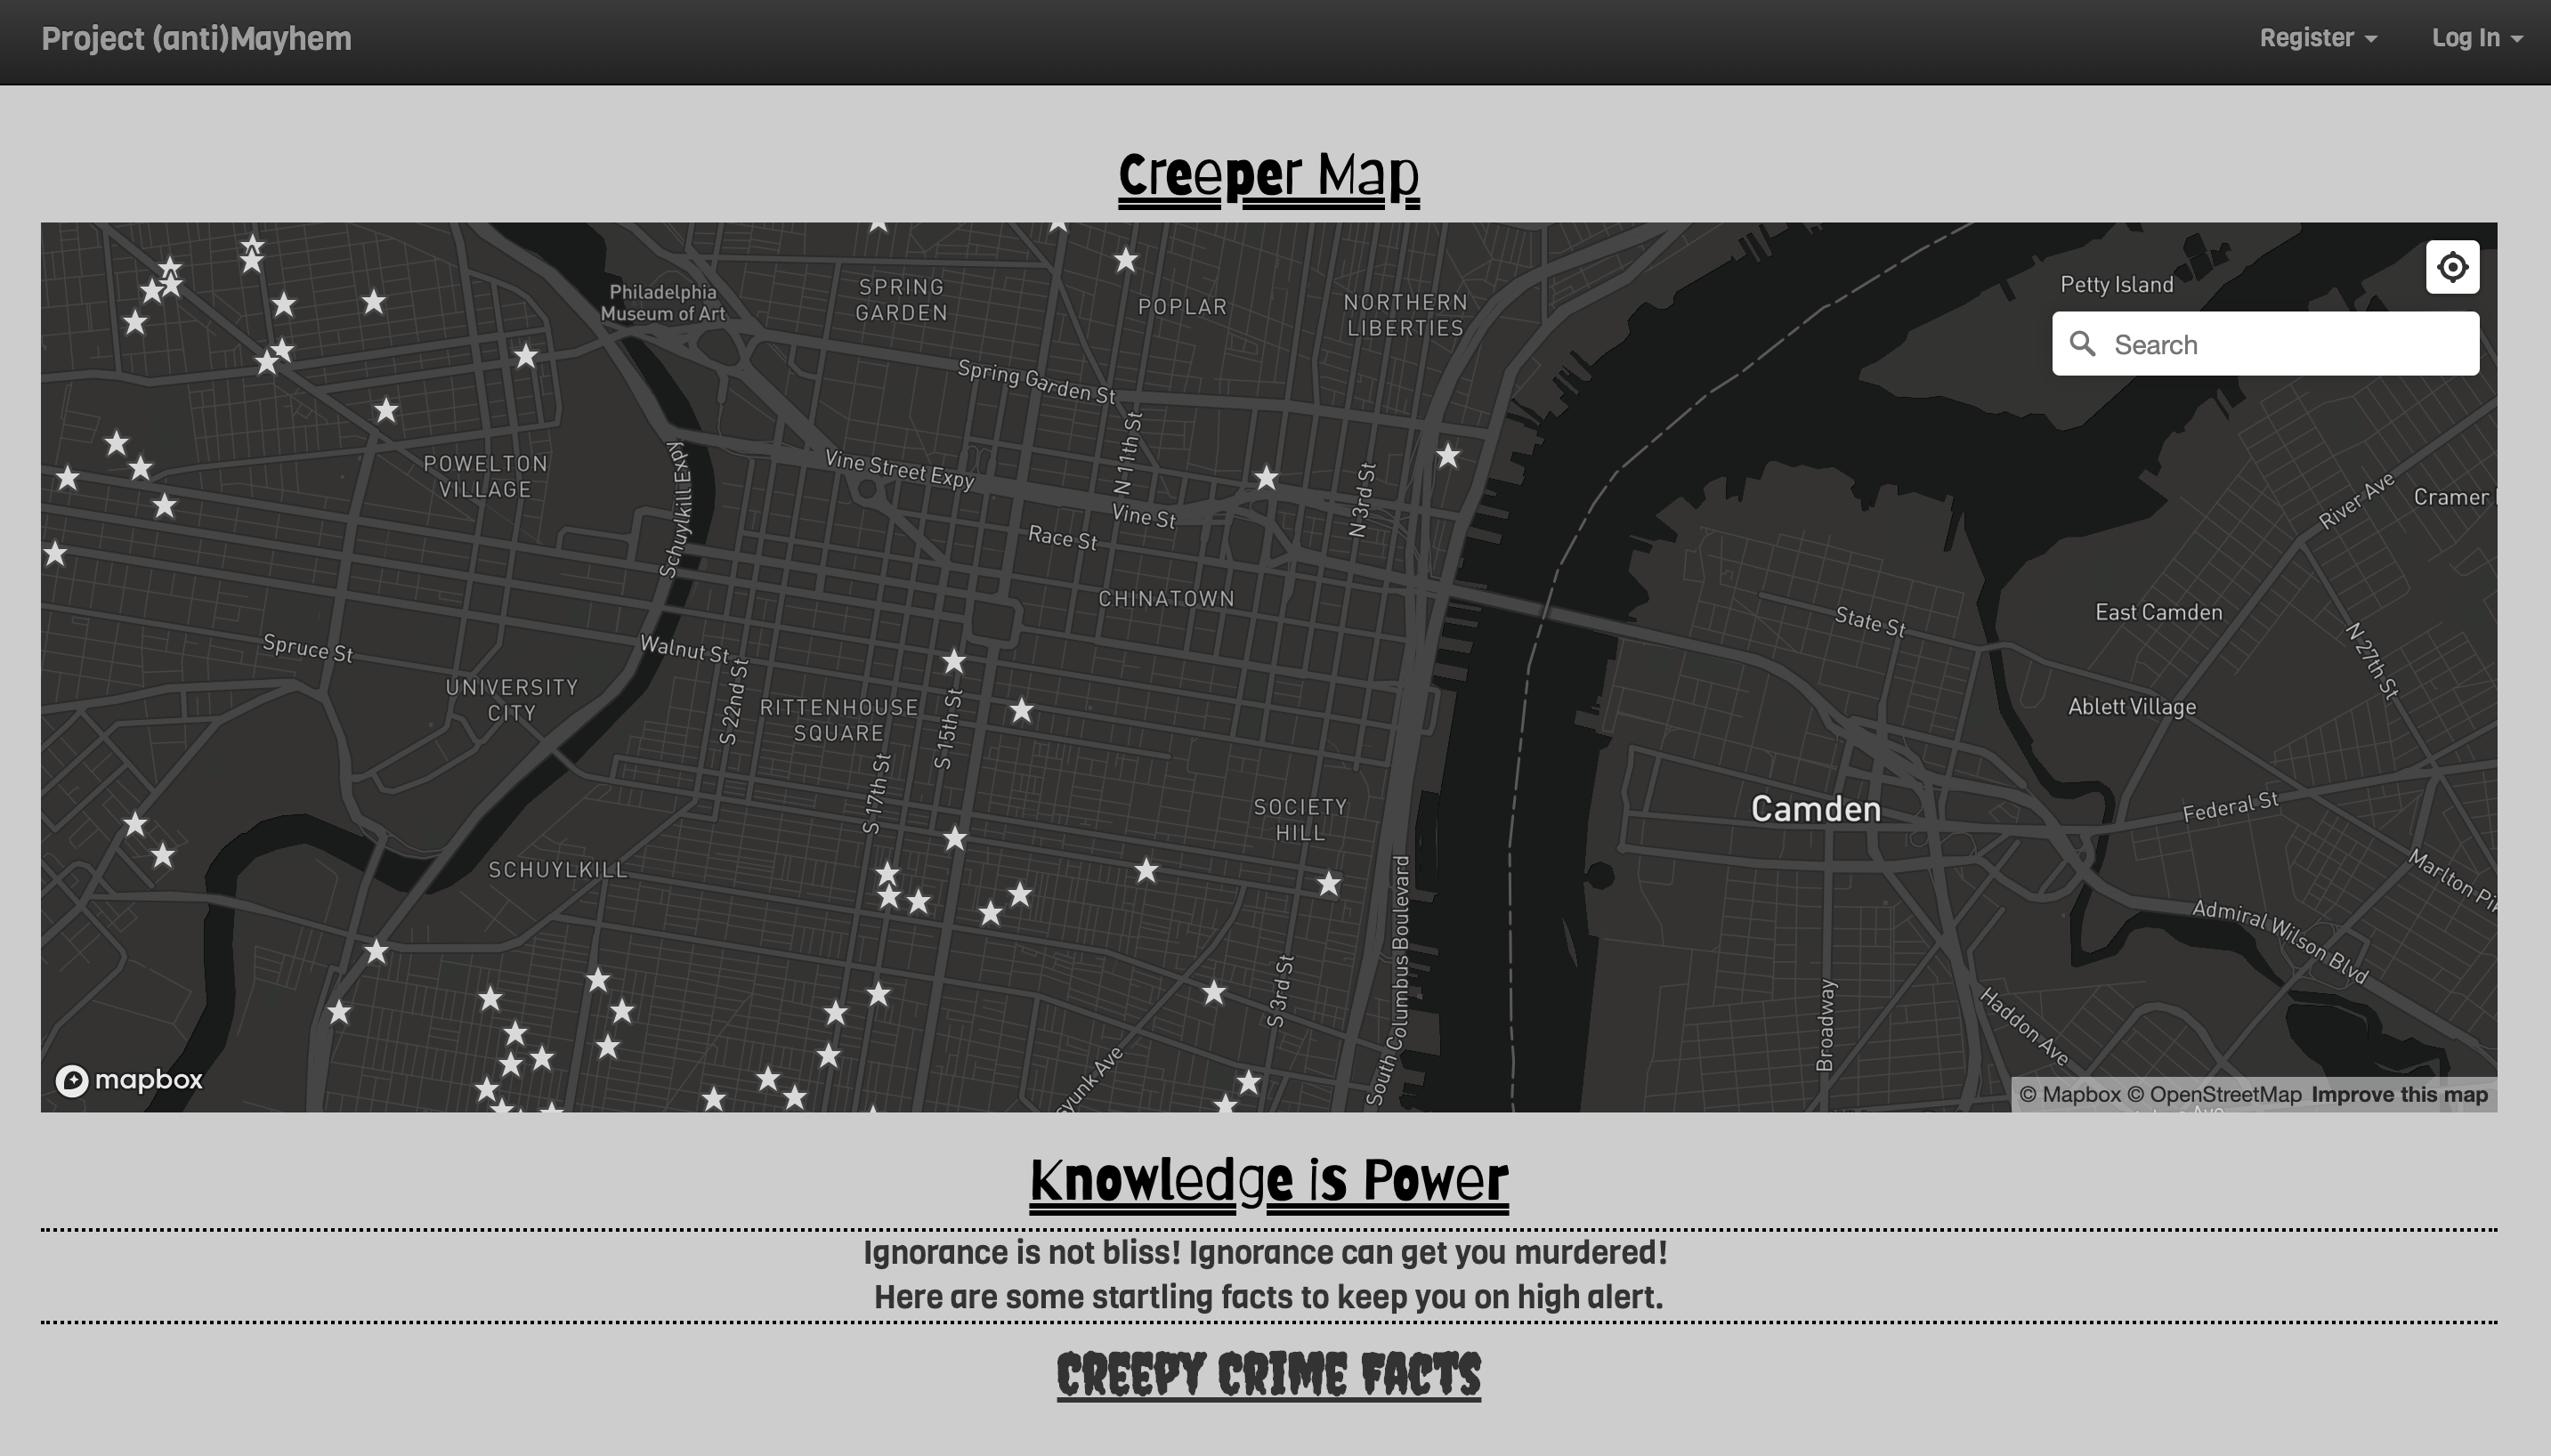 Project (anti)Mayhem
Register
Log In
Creeper Map
Petty Island
Search
Philadelphia
Museum of Art
SPRING
GARDEN
POPLAR
NORTHERN
LIBERTIES
Spring Garden St
N 11th St
POWELTON
VILLAGE
Schuylkill Expy
Vine Street Expy
N 3rd St
Vine St
Race St
River Ave
Cramer
CHINATOWN
State St
East Camden
N 27th St
Spruce St
Walnut St
UNIVERSITY
CITY
S 22nd St
RITTENHOUSE
SQUARE
S 15th St
Ablett Village
S 17th St
SOCIETY
HILL
Camden
Federal St
SCHUYLKILL
South Columbus Boulevard
Marlton Pik
Admiral Wilson Blvd
S 3rd St
Broadway
Haddon Ave
syunk Ave
mapbox
© Mapbox © OpenStreetMap Improve this map
Knowledge is Power
Ignorance is not bliss! Ignorance can get you murdered!
Here are some startling facts to keep you on high alert.
CREEPY CRIME FACTS